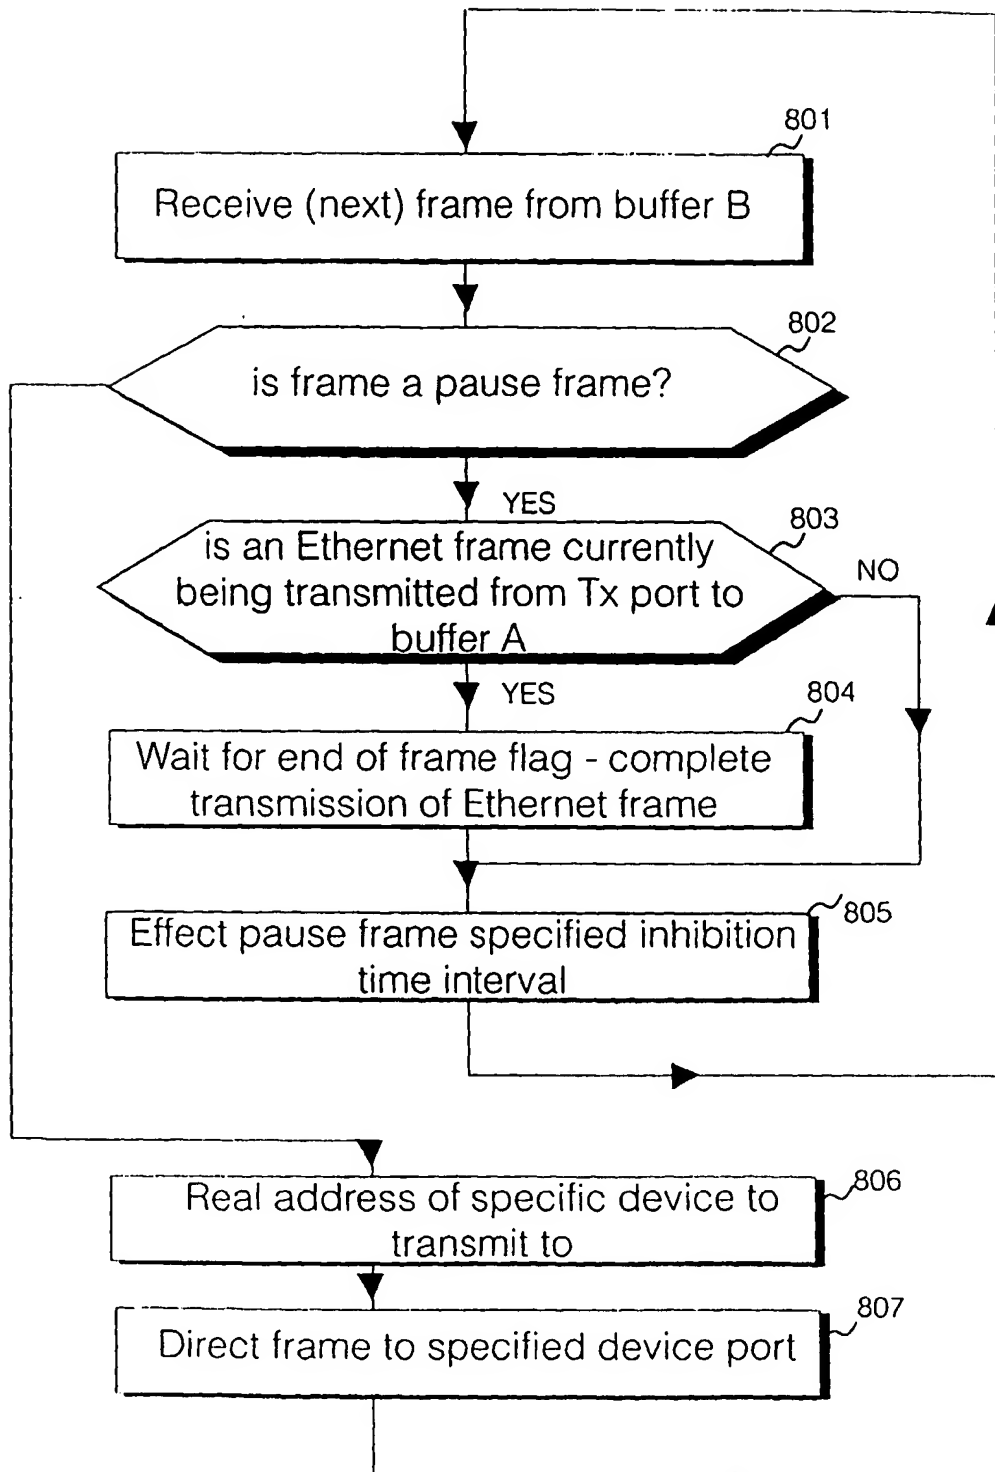 801
Receive (next) frame from buffer B
802
is frame a pause frame?
YES
803
is an Ethernet frame currently
being transmitted from Tx port to
buffer A
NO
YES
804
Wait for end of frame flag - complete
transmission of Ethernet frame
805
Effect pause frame specified inhibition
time interval
806
Real address of specific device to
transmit to
807
Direct frame to specified device port